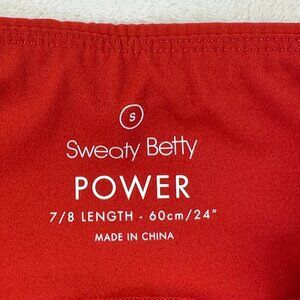 S
Sweaty Betty
POWER
7/8 LENGTH - 60cm/24"
MADE IN CHINA